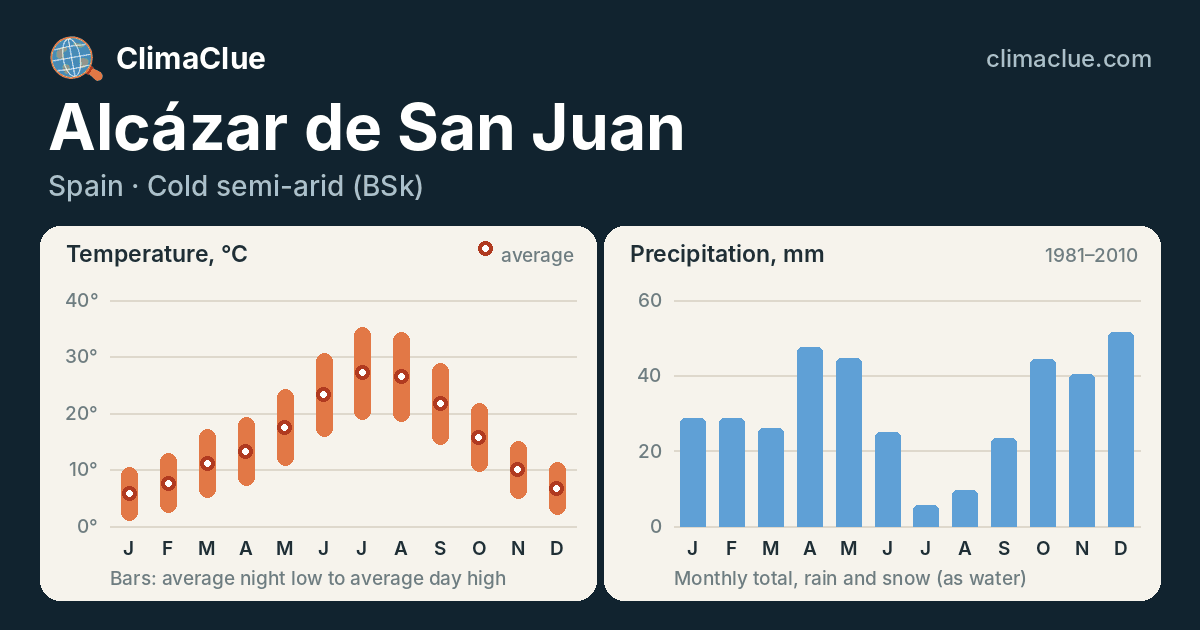 ClimaClue
climaclue.com
Alcázar de San Juan
Spain · Cold semi-arid (BSk)
Temperature, °C
average
40°
30°
20°
10°
0°
J F M A M J J A S O N D
Bars: average night low to average day high
Precipitation, mm
1981–2010
60
40
20
0
J F M A M J J A S O N D
Monthly total, rain and snow (as water)